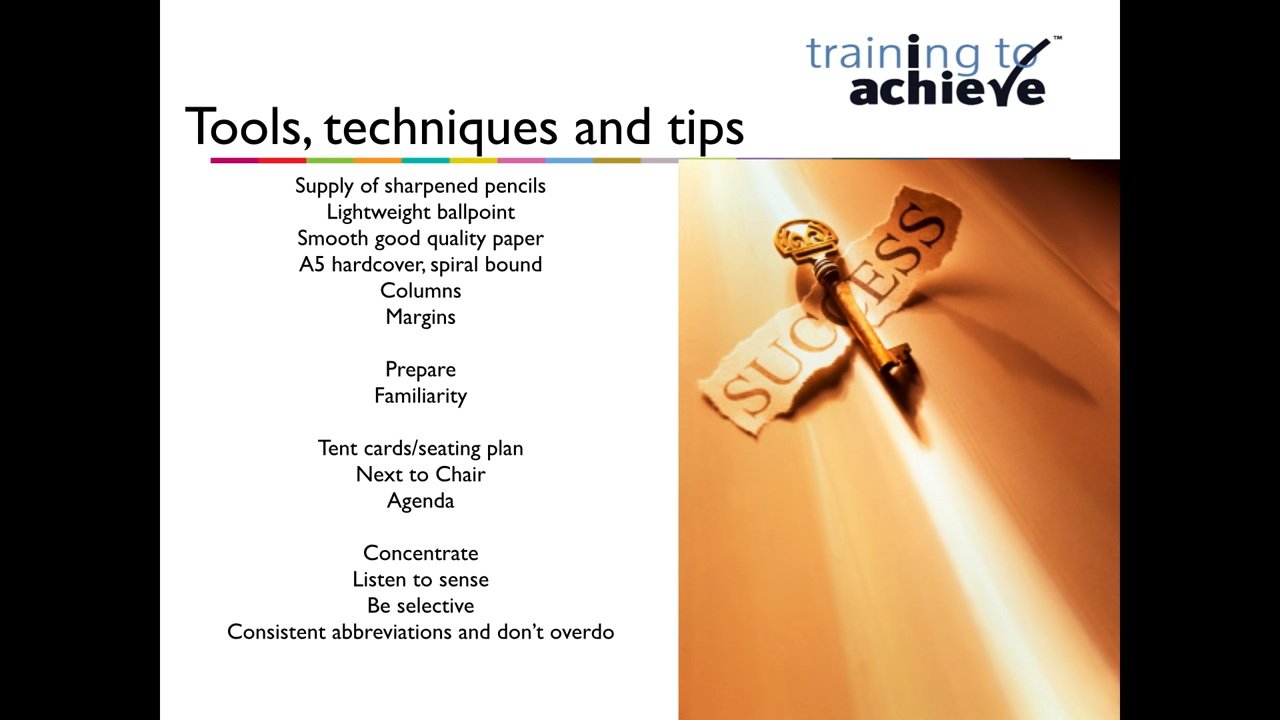 training to™
achieve
Tools, techniques and tips
Supply of sharpened pencils
Lightweight ballpoint
Smooth good quality paper
A5 hardcover, spiral bound
Columns
Margins
Prepare
Familiarity
Tent cards/seating plan
Next to Chair
Agenda
Concentrate
Listen to sense
Be selective
Consistent abbreviations and don’t overdo
SUCCESS